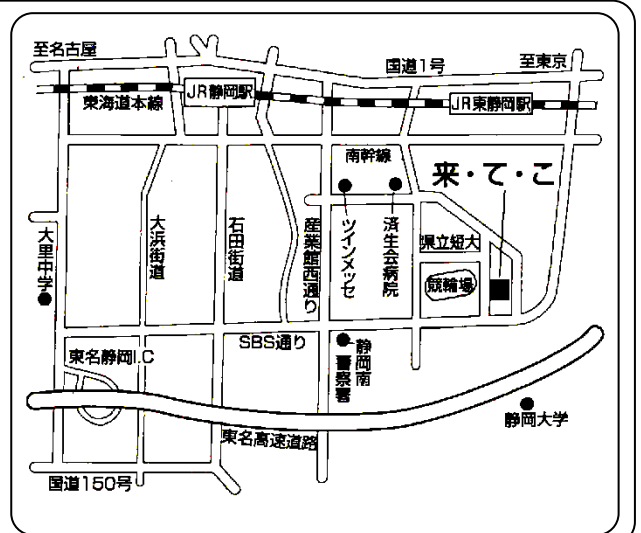 至名古屋
国道1号
至東京
東海道本線
JR静岡駅
JR東静岡駅
南幹線
来・て・こ
大里中学
大浜街道
石田街道
産業館西通り
ツインメッセ
済生会病院
県立短大
競輪場
SBS通り
静岡南
警察署
東名静岡I.C
静岡大学
東名高速道路
国道150号